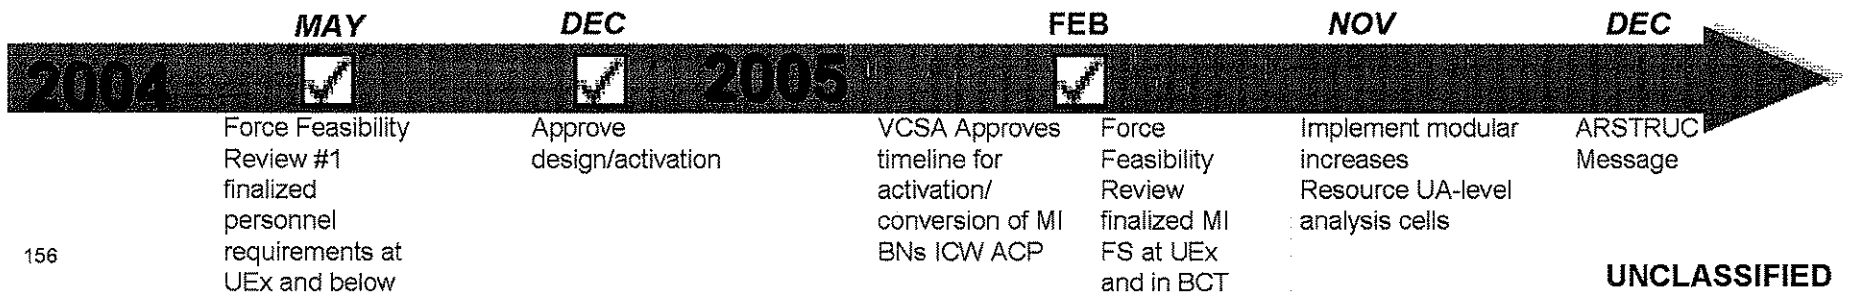 MAY
DEC
FEB
NOV
DEC
2004
2005
Force Feasibility
Review #1
finalized
personnel
requirements at
UEx and below
Approve
design/activation
VCSA Approves
timeline for
activation/
conversion of MI
BNs ICW ACP
Force
Feasibility
Review
finalized MI
FS at UEx
and in BCT
Implement modular
increases
Resource UA-level
analysis cells
ARSTRUC
Message
156
UNCLASSIFIED